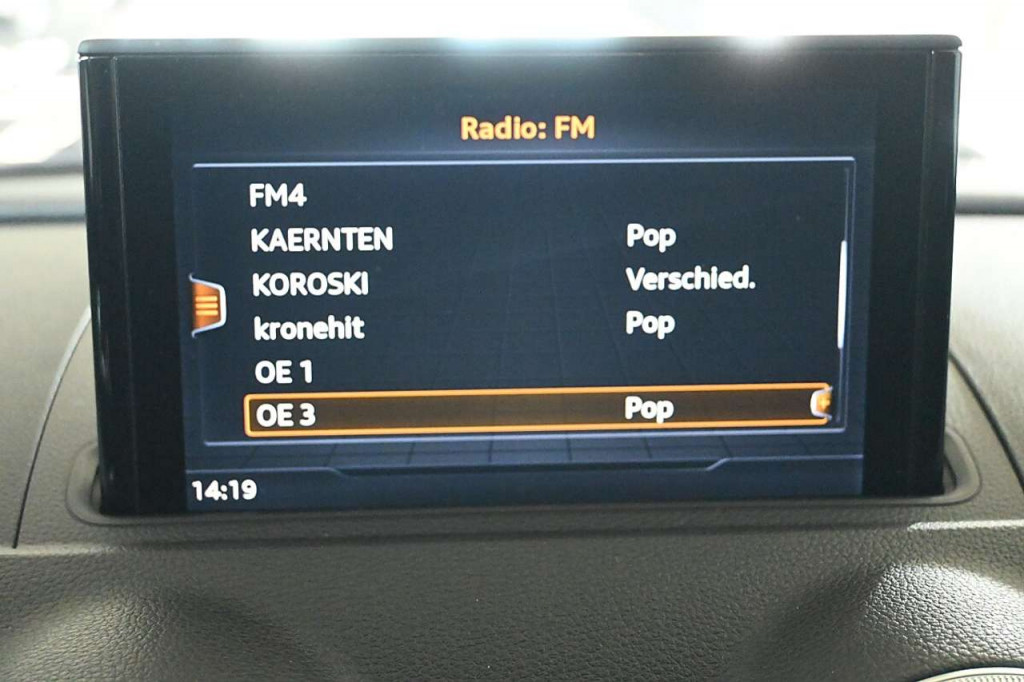 Radio: FM
FM4
KAERNTEN Pop
KOROSKI Verschied.
kronehit Pop
OE 1
OE 3 Pop
14:19